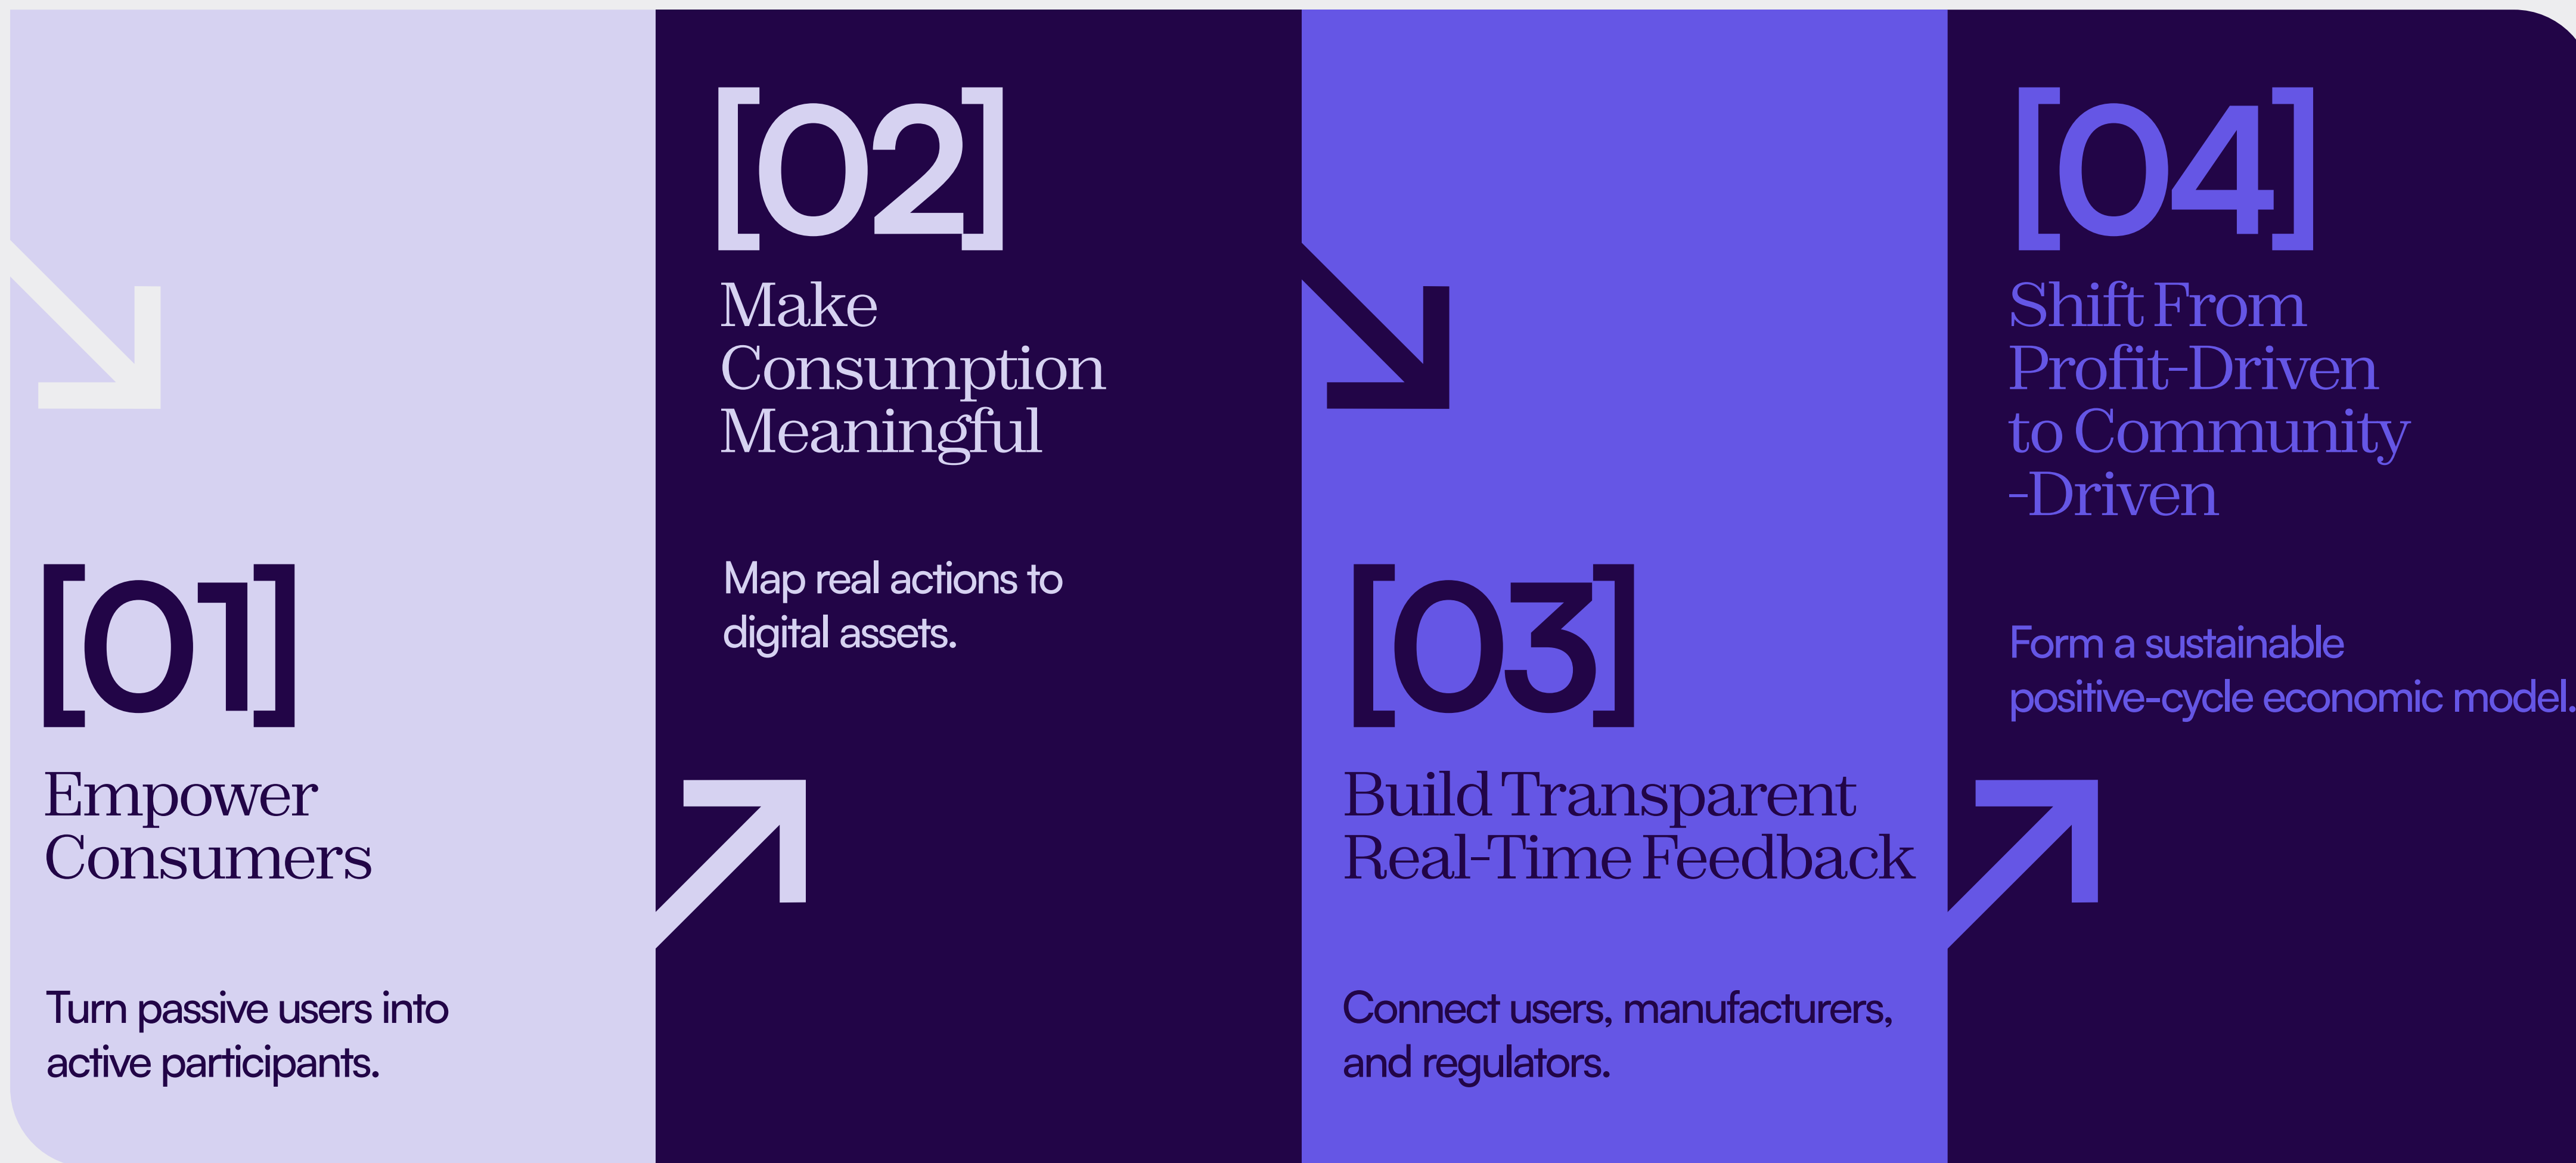 [01]
Empower
Consumers
Turn passive users into
active participants.
[02]
Make
Consumption
Meaningful
Map real actions to
digital assets.
[03]
Build Transparent
Real-Time Feedback
Connect users, manufacturers,
and regulators.
[04]
Shift From
Profit-Driven
to Community
-Driven
Form a sustainable
positive-cycle economic model.